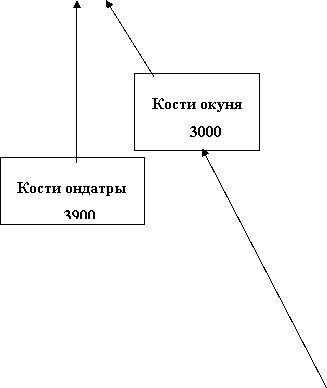 Кости окуня
3000
Кости ондатры
3900